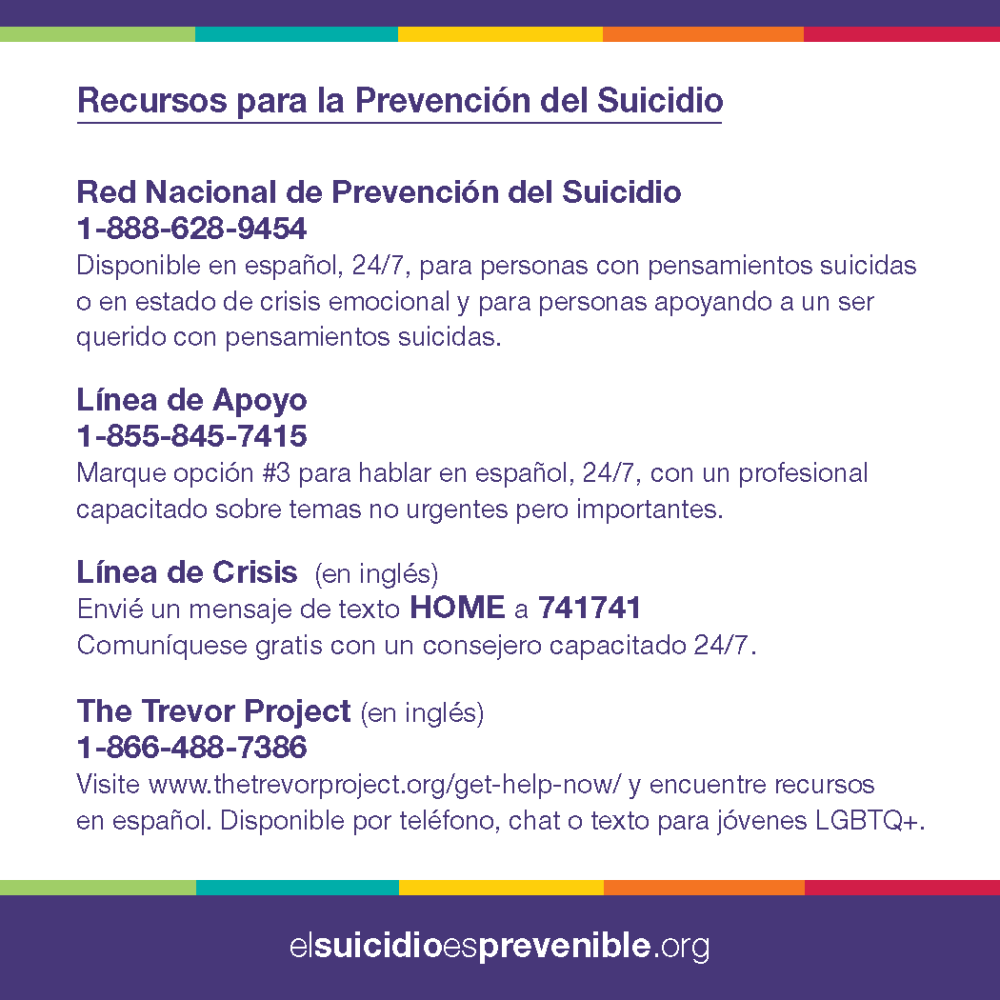 Recursos para la Prevención del Suicidio
Red Nacional de Prevención del Suicidio
1-888-628-9454
Disponible en español, 24/7, para personas con pensamientos suicidas
o en estado de crisis emocional y para personas apoyando a un ser
querido con pensamientos suicidas.
Línea de Apoyo
1-855-845-7415
Marque opción #3 para hablar en español, 24/7, con un profesional
capacitado sobre temas no urgentes pero importantes.
Línea de Crisis (en inglés)
Envié un mensaje de texto HOME a 741741
Comuníquese gratis con un consejero capacitado 24/7.
The Trevor Project (en inglés)
1-866-488-7386
Visite www.thetrevorproject.org/get-help-now/ y encuentre recursos
en español. Disponible por teléfono, chat o texto para jóvenes LGBTQ+.
elsuicidioesprevenible.org